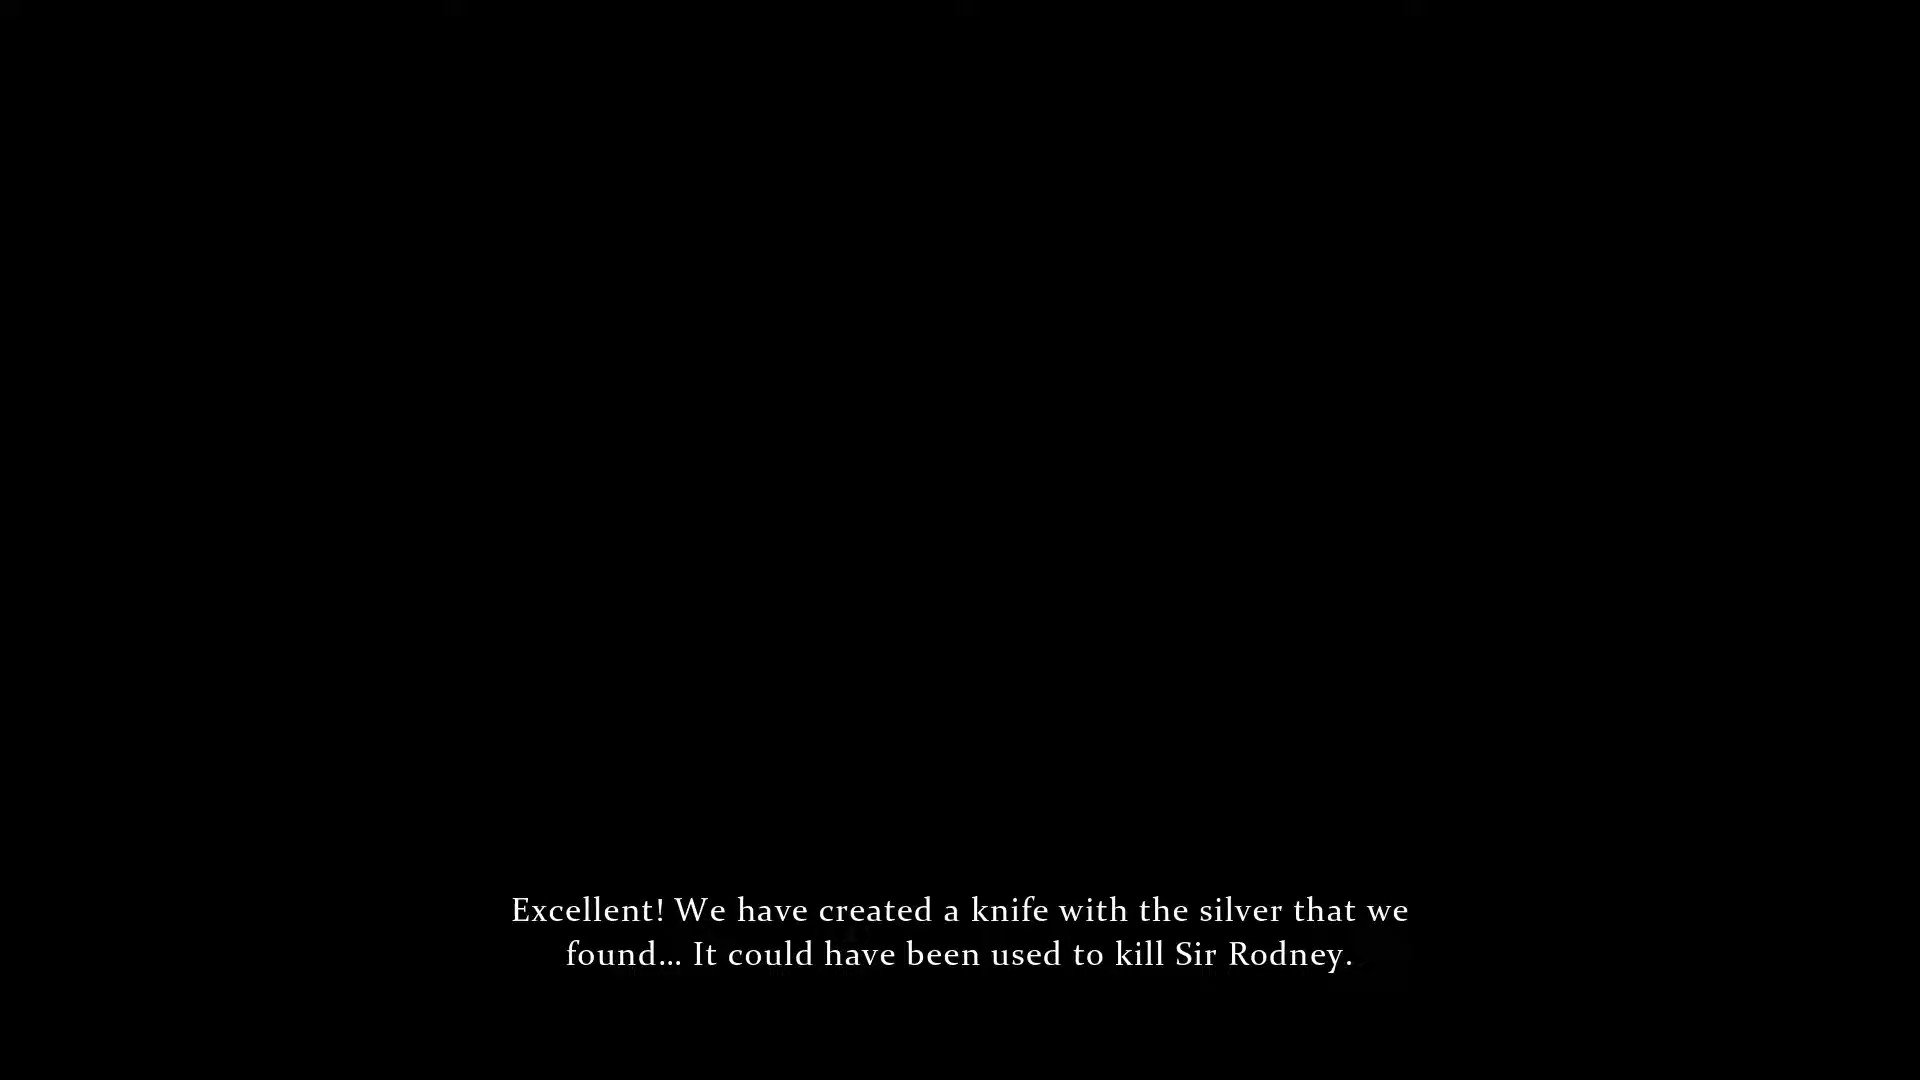 Excellent! We have created a knife with the silver that we
found... It could have been used to kill Sir Rodney.